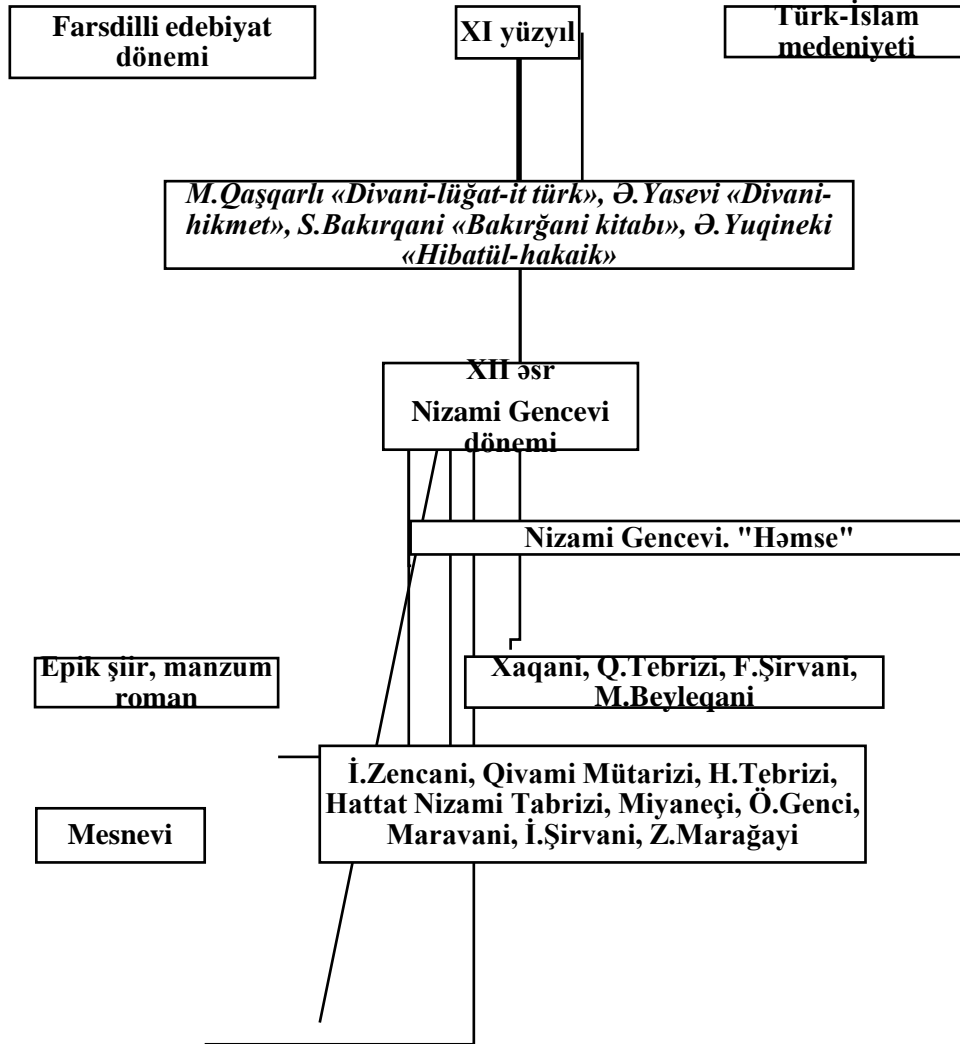 Farsdilli edebiyat
dönemi
XI yüzyıl
Türk-İslam
medeniyeti
M.Qaşqarlı «Divani-lüğat-it türk», Ə.Yasevi «Divani-
hikmet», S.Bakırqani «Bakırğani kitabı», Ə.Yuqineki
«Hibatül-hakaik»
XII əsr
Nizami Gencevi
dönemi
Nizami Gencevi. "Həmse"
Epik şiir, manzum
roman
Xaqani, Q.Tebrizi, F.Şirvani,
M.Beyleqani
İ.Zencani, Qivami Mütarizi, H.Tebrizi,
Hattat Nizami Tabrizi, Miyaneçi, Ö.Genci,
Maravani, İ.Şirvani, Z.Marağayi
Mesnevi